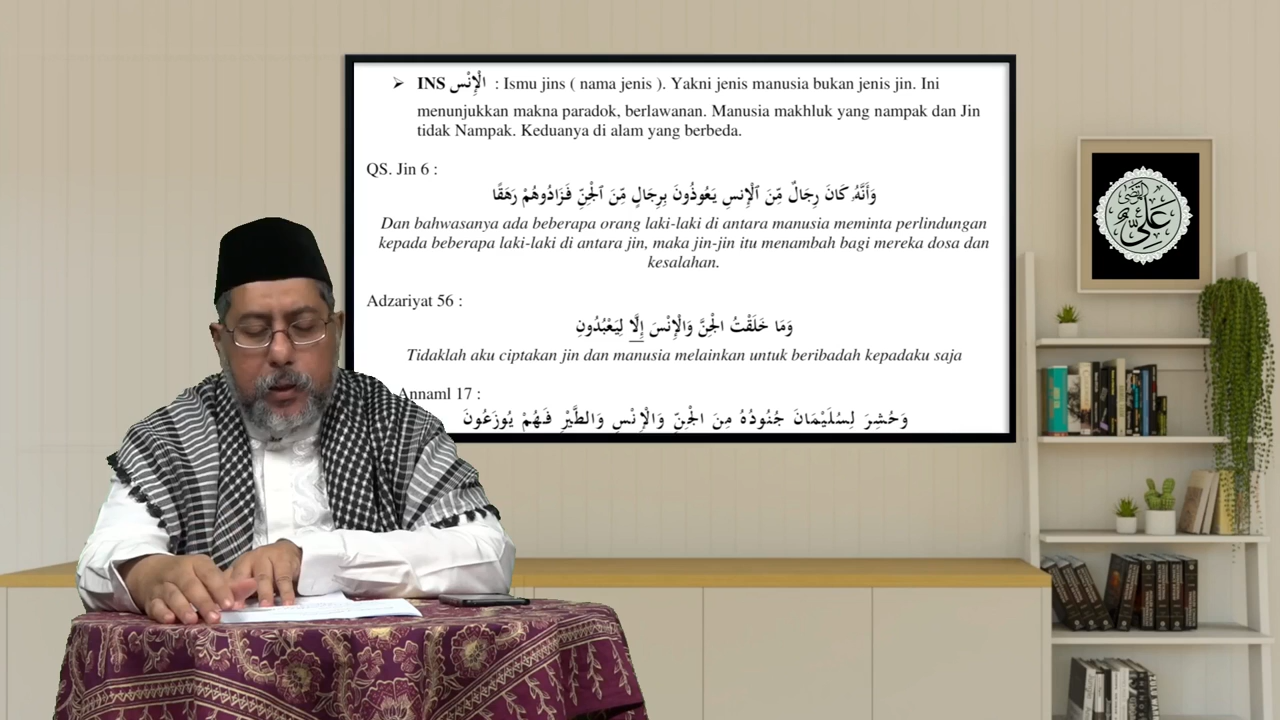 ➢ INS الْإِنْس : Ismu jins ( nama jenis ). Yakni jenis manusia bukan jenis jin. Ini
menunjukkan makna paradok, berlawanan. Manusia makhluk yang nampak dan Jin
tidak Nampak. Keduanya di alam yang berbeda.
QS. Jin 6 :
وَأَنَّهُۥ كَانَ رِجَالٌ مِّنَ ٱلْإِنسِ يَعُوذُونَ بِرِجَالٍ مِّنَ ٱلْجِنِّ فَزَادُوهُمْ رَهَقًا
Dan bahwasanya ada beberapa orang laki-laki di antara manusia meminta perlindungan
kepada beberapa laki-laki di antara jin, maka jin-jin itu menambah bagi mereka dosa dan
kesalahan.
Adzariyat 56 :
وَمَا خَلَقْتُ الْجِنَّ وَالْإِنْسَ إِلَّا لِيَعْبُدُونِ
Tidaklah aku ciptakan jin dan manusia melainkan untuk beribadah kepadaku saja
Annaml 17 :
وَحُشِرَ لِسُلَيْمَانَ جُنُودُهُ مِنَ الْجِنِّ وَالْإِنْسِ وَالطَّيْرِ فَهُمْ يُوزَعُونَ